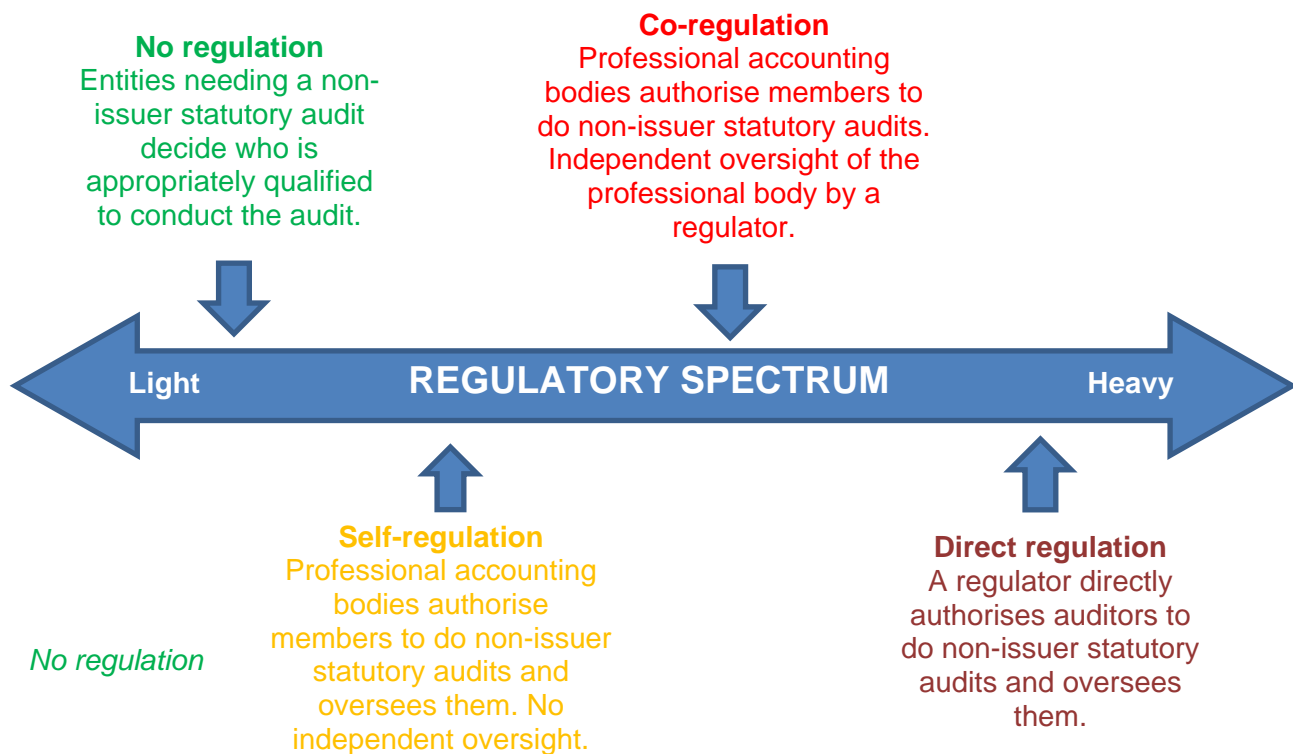 No regulation
Entities needing a non-
issuer statutory audit
decide who is
appropriately qualified
to conduct the audit.
Co-regulation
Professional accounting
bodies authorise members to
do non-issuer statutory audits.
Independent oversight of the
professional body by a
regulator.
Light
REGULATORY SPECTRUM
Heavy
Self-regulation
Professional accounting
bodies authorise
members to do non-issuer
statutory audits and
oversees them. No
independent oversight.
Direct regulation
A regulator directly
authorises auditors to
do non-issuer statutory
audits and oversees
them.
No regulation